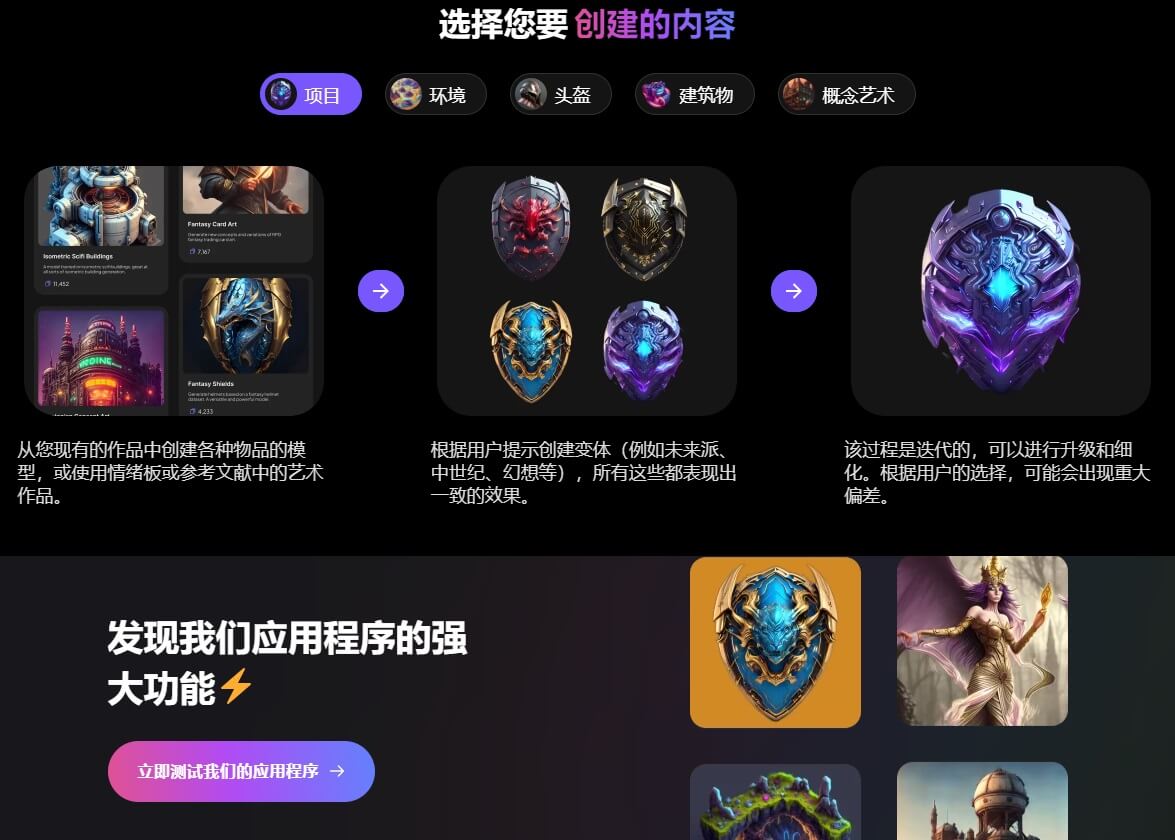 选择您要 创建的内容
项目
环境
头盔
建筑物
概念艺术
Isometric Scifi Buildings
A model trained on isometric scifi buildings, great at
all sorts of isometric building generation.
11,452
Fantasy Card Art
Generate new concepts and variations of RPG
fantasy trading card art.
7,167
Fantasy Shields
Generate helmets based on a fantasy helmet
dataset. A versatile and powerful model.
4,233
从您现有的作品中创建各种物品的模
型，或使用情绪板或参考文献中的艺术
作品。
根据用户提示创建变体（例如未来派、
中世纪、幻想等），所有这些都表现出
一致的效果。
该过程是迭代的，可以进行升级和细
化。根据用户的选择，可能会出现重大
偏差。
发现我们应用程序的强
大功能⚡
立即测试我们的应用程序 →